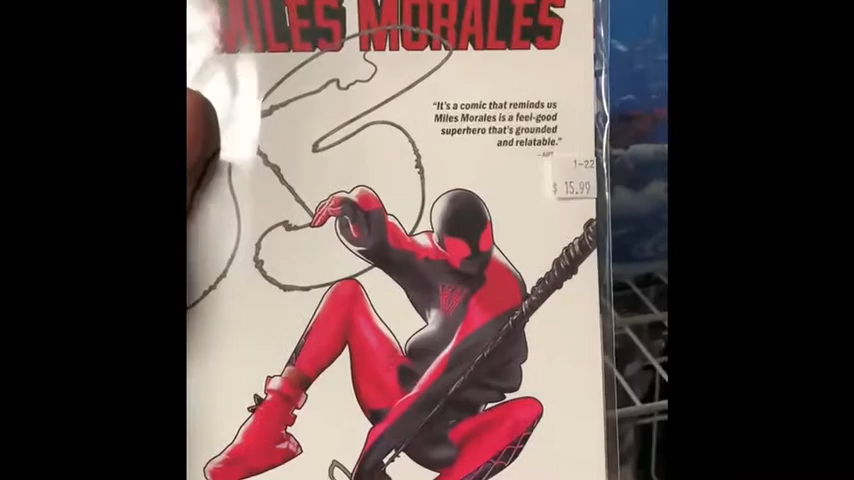 MILES MORALES
"It's a comic that reminds us
Miles Morales is a feel-good
superhero that's grounded
and relatable."
1-22
$ 15.99